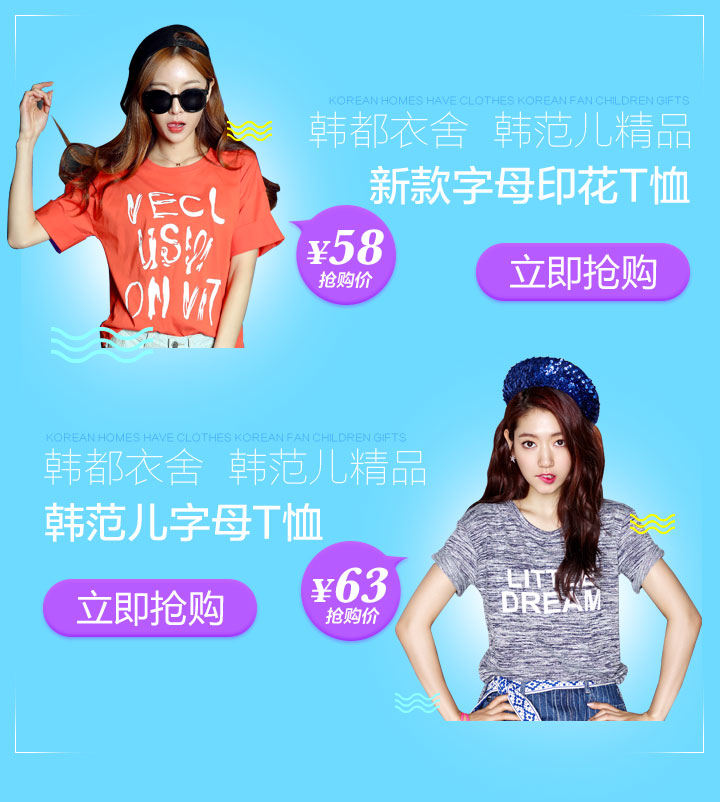 KOREAN HOMES HAVE CLOTHES KOREAN FAN CHILDREN GIFTS
韩都衣舍 韩范儿精品
新款字母印花T恤
¥58
抢购价
立即抢购
KOREAN HOMES HAVE CLOTHES KOREAN FAN CHILDREN GIFTS
韩都衣舍 韩范儿精品
韩范儿字母T恤
¥63
抢购价
立即抢购
LITTLE
DREAM